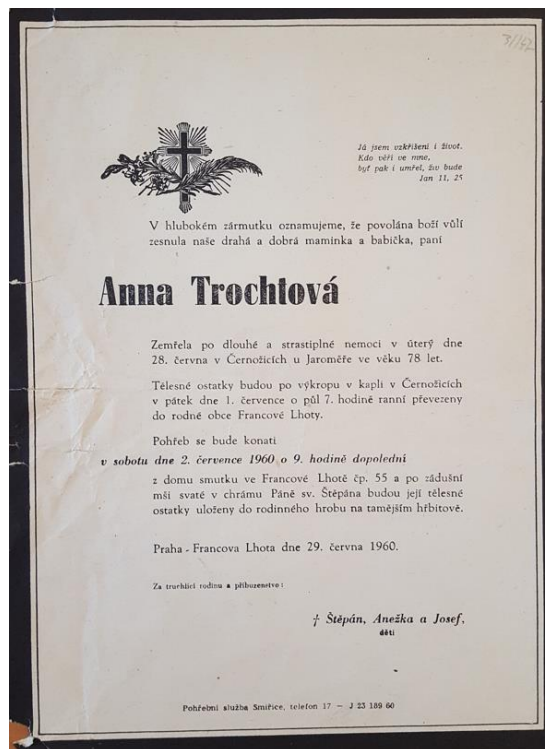 Já jsem vzkříšení i život.
Kdo věří ve mne,
byť pak i umřel, živ bude
Jan 11, 25
V hlubokém zármutku oznamujeme, že povolána boží vůlí
zesnula naše drahá a dobrá maminka a babička, paní
Anna Trochtová
Zemřela po dlouhé a strastiplné nemoci v úterý dne
28. června v Černožicích u Jaroměře ve věku 78 let.
Tělesné ostatky budou po výkropu v kapli v Černožicích
v pátek dne 1. července o půl 7. hodině ranní převezeny
do rodné obce Francové Lhoty.
Pohřeb se bude konati
v sobotu dne 2. července 1960 o 9. hodině dopolední
z domu smutku ve Francové Lhotě čp. 55 a po zádušní
mši svaté v chrámu Páně sv. Štěpána budou její tělesné
ostatky uloženy do rodinného hrobu na tamějším hřbitově.
Praha - Francova Lhota dne 29. června 1960.
Za truchlící rodinu a příbuzenstvo:
† Štěpán, Anežka a Josef,
děti
Pohřební služba Smiřice, telefon 17 — J 23 189 60